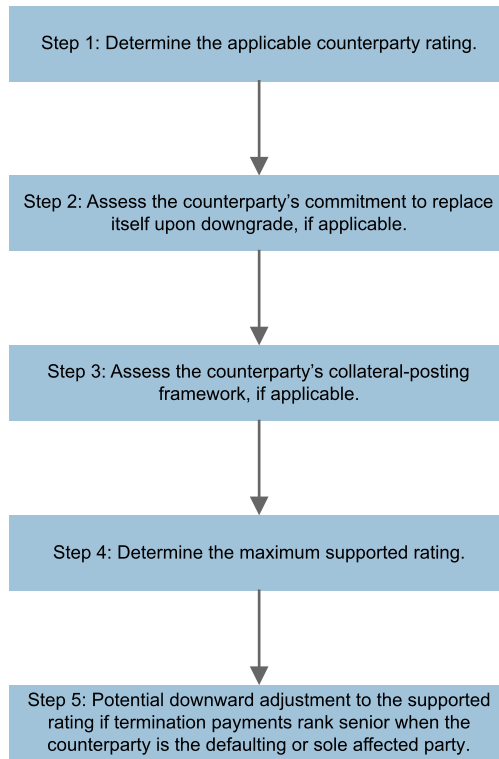 Step 1: Determine the applicable counterparty rating.
Step 2: Assess the counterparty’s commitment to replace
itself upon downgrade, if applicable.
Step 3: Assess the counterparty’s collateral-posting
framework, if applicable.
Step 4: Determine the maximum supported rating.
Step 5: Potential downward adjustment to the supported
rating if termination payments rank senior when the
counterparty is the defaulting or sole affected party.